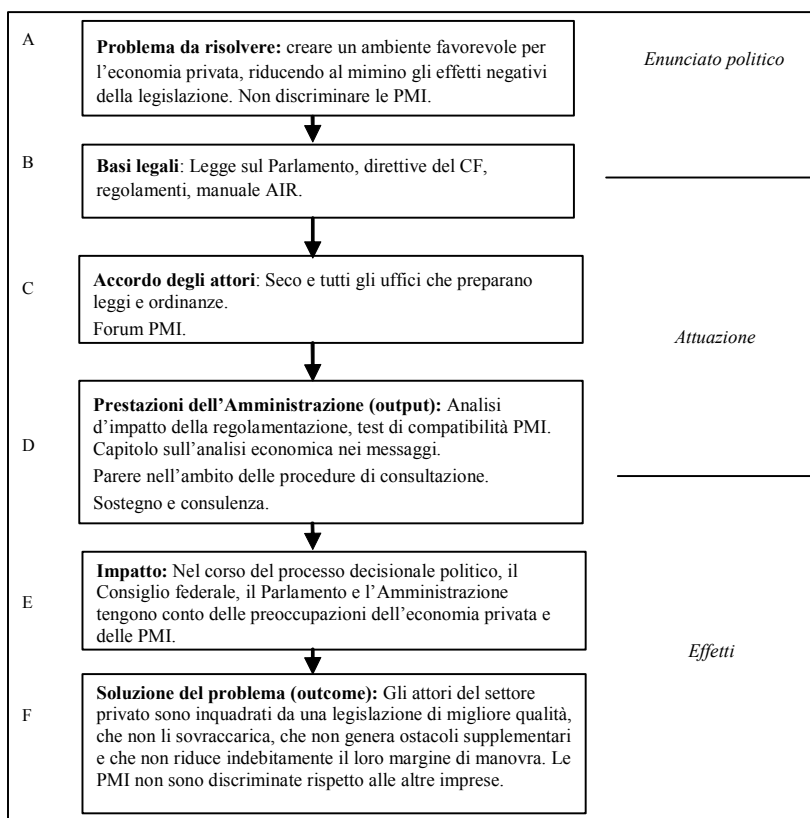 A
Problema da risolvere: creare un ambiente favorevole per
l'economia privata, riducendo al mimino gli effetti negativi
della legislazione. Non discriminare le PMI.
Enunciato politico
B
Basi legali: Legge sul Parlamento, direttive del CF,
regolamenti, manuale AIR.
C
Accordo degli attori: Seco e tutti gli uffici che preparano
leggi e ordinanze.
Forum PMI.
Attuazione
D
Prestazioni dell'Amministrazione (output): Analisi
d'impatto della regolamentazione, test di compatibilità PMI.
Capitolo sull'analisi economica nei messaggi.
Parere nell'ambito delle procedure di consultazione.
Sostegno e consulenza.
E
Impatto: Nel corso del processo decisionale politico, il
Consiglio federale, il Parlamento e l'Amministrazione
tengono conto delle preoccupazioni dell'economia privata e
delle PMI.
Effetti
F
Soluzione del problema (outcome): Gli attori del settore
privato sono inquadrati da una legislazione di migliore qualità,
che non li sovraccarica, che non genera ostacoli supplementari
e che non riduce indebitamente il loro margine di manovra. Le
PMI non sono discriminate rispetto alle altre imprese.